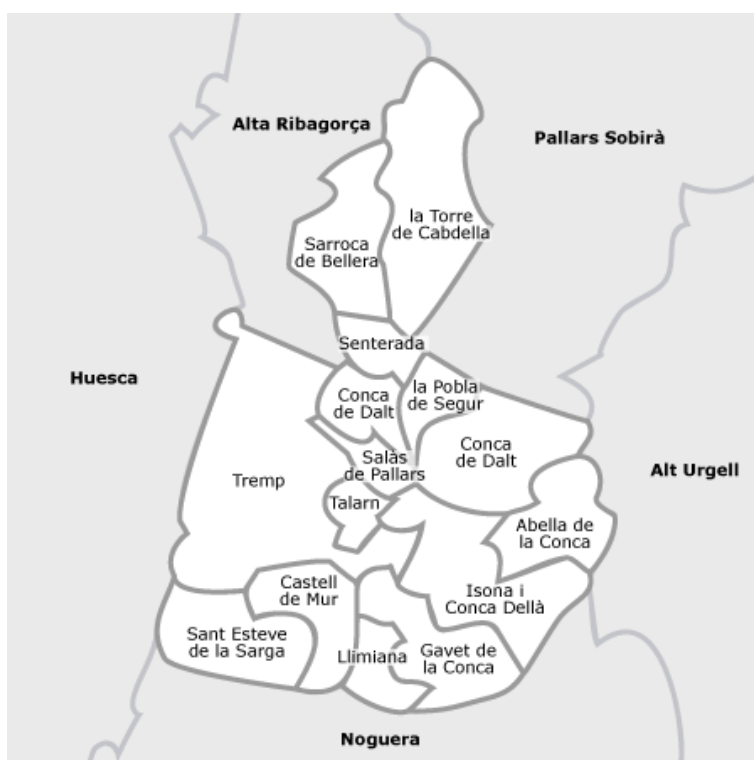 Alta Ribagorça
Pallars Sobirà
la Torre
de Cabdella
Sarroca
de Bellera
Senterada
Huesca
Conca
de Dalt
la Pobla
de Segur
Conca
de Dalt
Salàs
de Pallars
Alt Urgell
Tremp
Talarn
Abella de
la Conca
Castell
de Mur
Isona i
Conca Dellà
Sant Esteve
de la Sarga
Llimiana
Gavet de
la Conca
Noguera